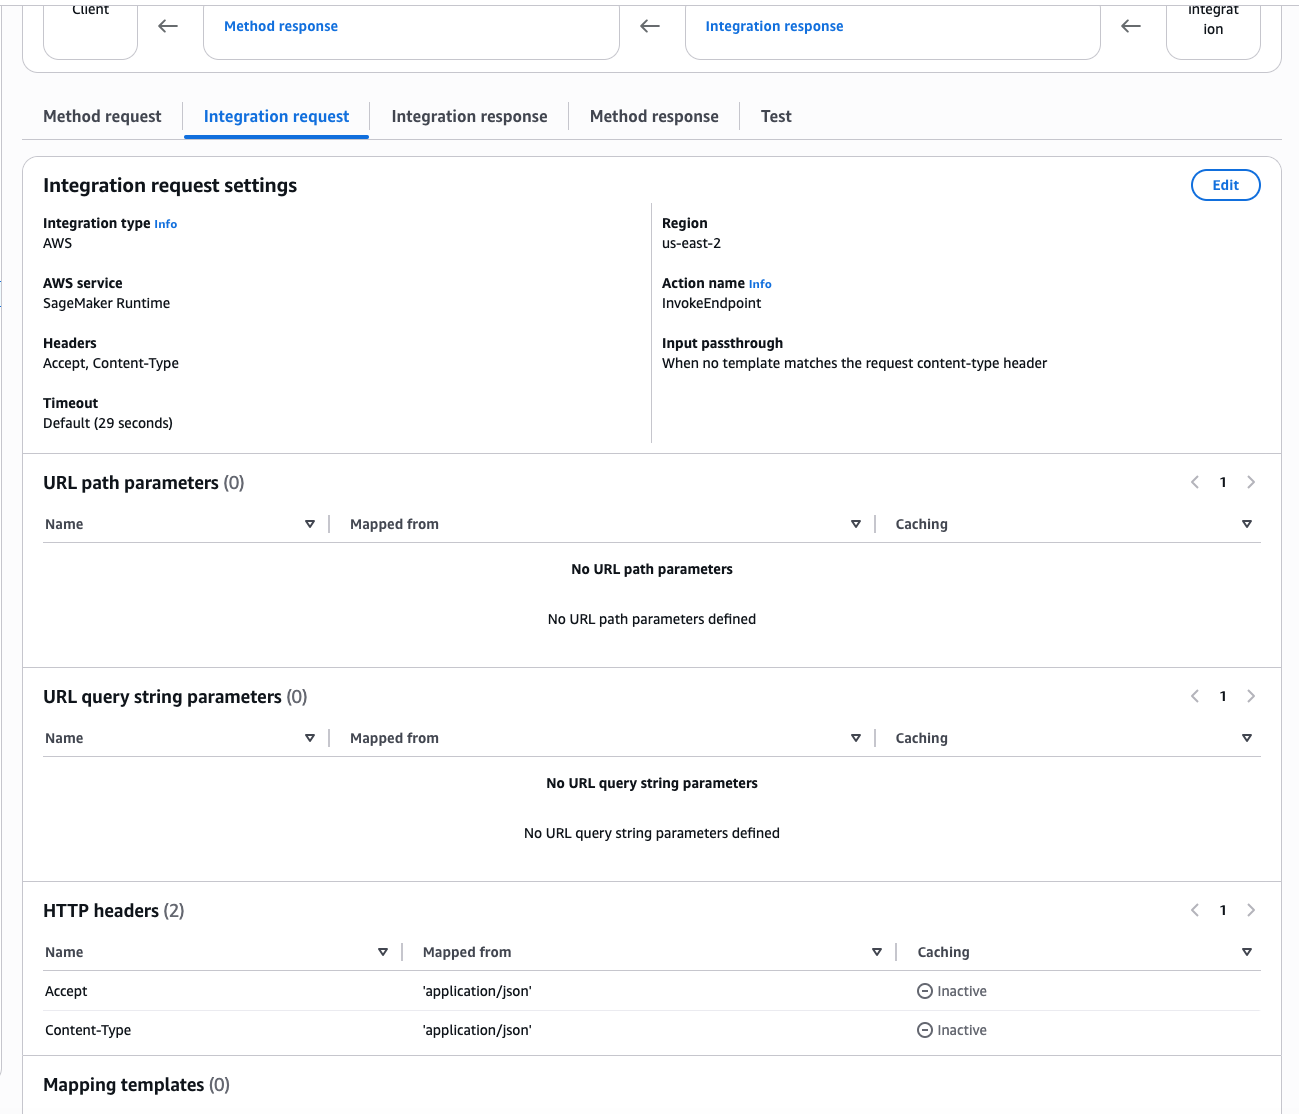 Client
Method response
Integration response
Integrat
ion
Method request
Integration request
Integration response
Method response
Test
Integration request settings
Edit
Integration type Info
AWS
Region
us-east-2
AWS service
SageMaker Runtime
Action name Info
InvokeEndpoint
Headers
Accept, Content-Type
Input passthrough
When no template matches the request content-type header
Timeout
Default (29 seconds)
URL path parameters (0)
1
Name
Mapped from
Caching
No URL path parameters
No URL path parameters defined
URL query string parameters (0)
1
Name
Mapped from
Caching
No URL query string parameters
No URL query string parameters defined
HTTP headers (2)
1
Name
Mapped from
Caching
Accept
'application/json'
Inactive
Content-Type
'application/json'
Inactive
Mapping templates (0)